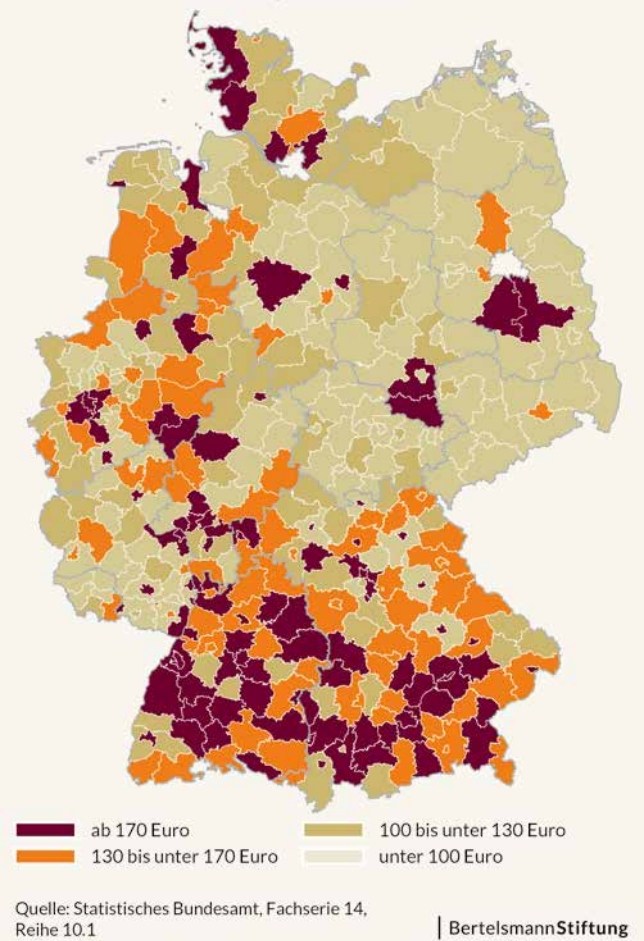 ab 170 Euro
100 bis unter 130 Euro
130 bis unter 170 Euro
unter 100 Euro
Quelle: Statistisches Bundesamt, Fachserie 14,
Reihe 10.1
BertelsmannStiftung